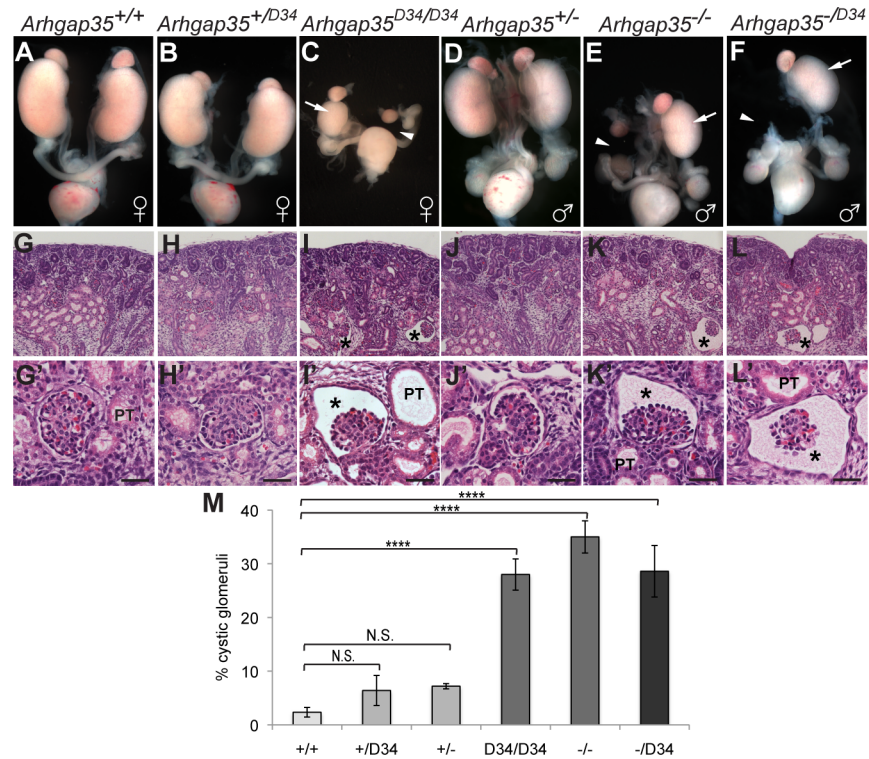 Arhgap35+/+ Arhgap35+/D34 Arhgap35D34/D34 Arhgap35+/- Arhgap35-/- Arhgap35-/D34
A B C D E F
♀ ♀ ♀ ♂ ♂ ♂
G H I J K L
* * * *
G' H' I' J' K' L'
PT * PT * PT PT *
M
****
****
****
N.S.
N.S.
% cystic glomeruli
40
30
20
10
0
+/+ +/D34 +/- D34/D34 -/- -/D34